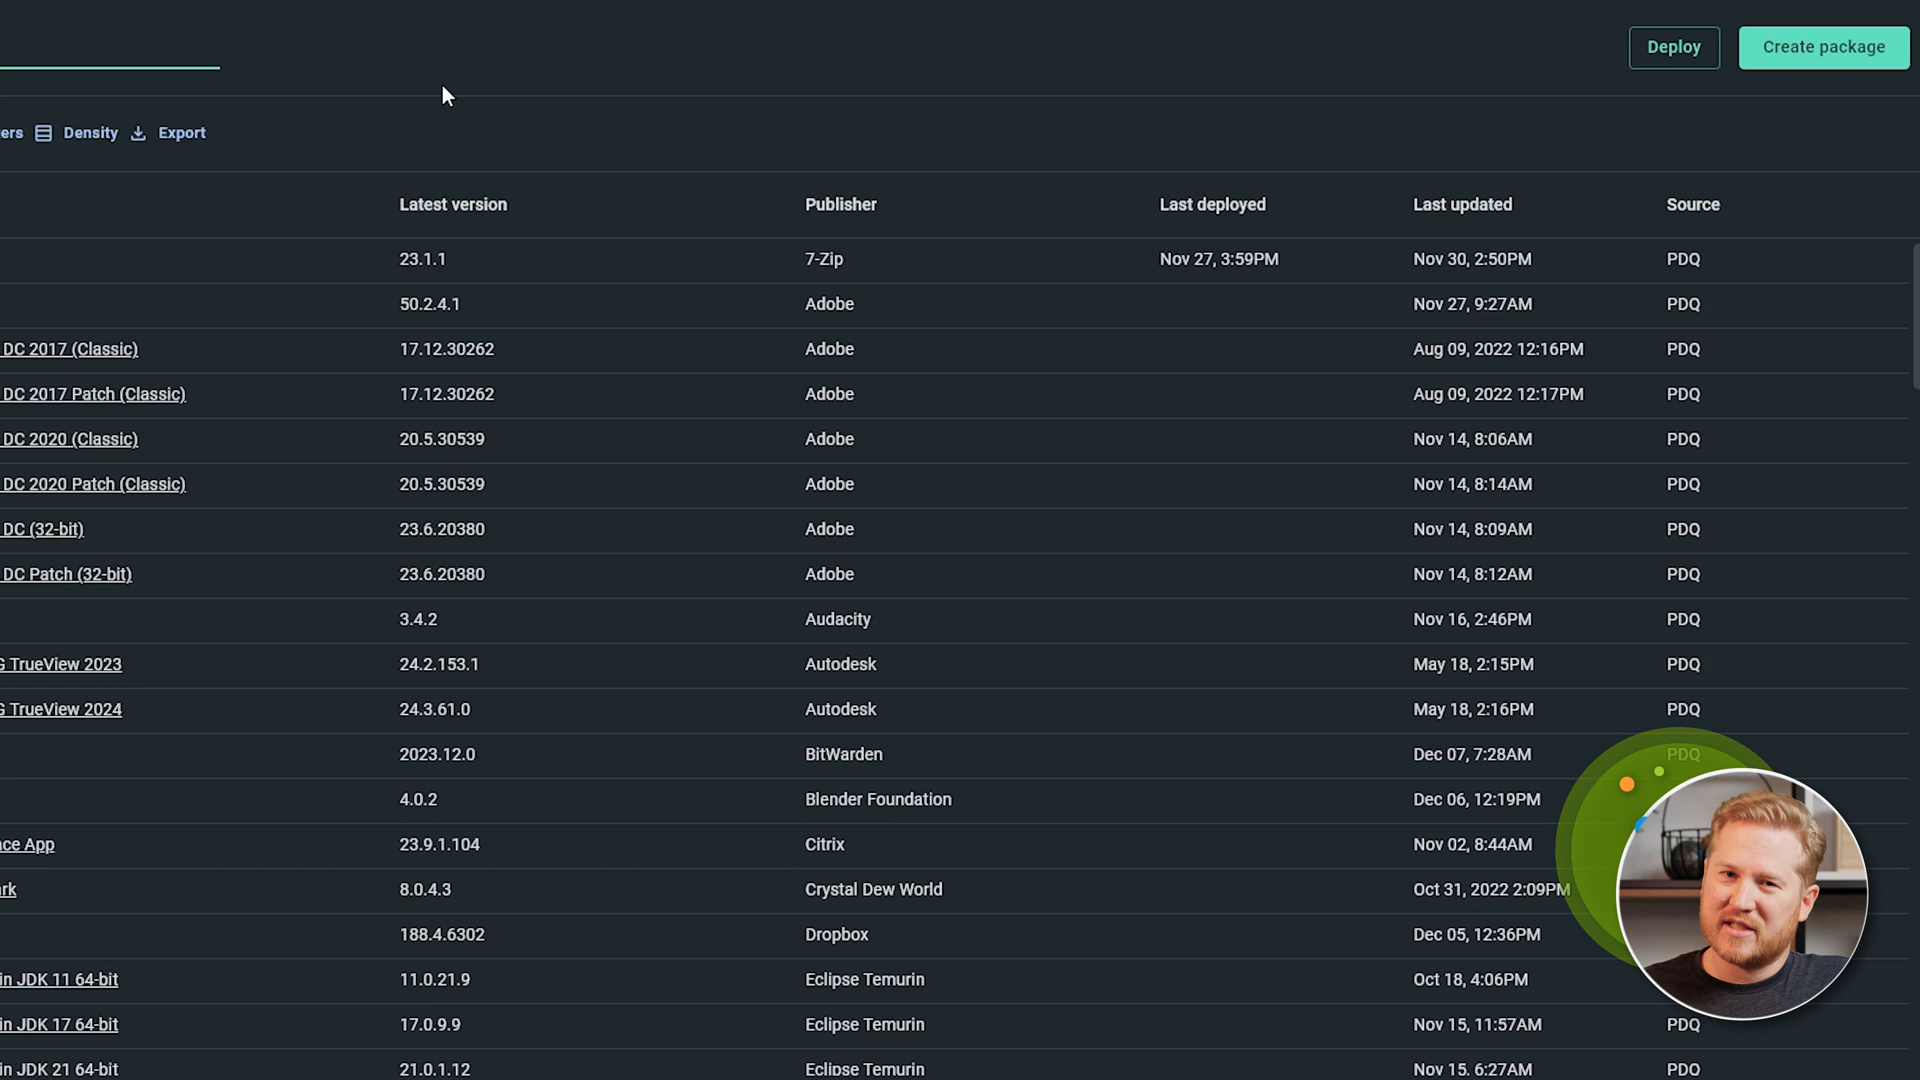 Deploy Create package
ers Density Export
Latest version Publisher Last deployed Last updated Source
23.1.1 7-Zip Nov 27, 3:59PM Nov 30, 2:50PM PDQ
50.2.4.1 Adobe Nov 27, 9:27AM PDQ
DC 2017 (Classic) 17.12.30262 Adobe Aug 09, 2022 12:16PM PDQ
DC 2017 Patch (Classic) 17.12.30262 Adobe Aug 09, 2022 12:17PM PDQ
DC 2020 (Classic) 20.5.30539 Adobe Nov 14, 8:06AM PDQ
DC 2020 Patch (Classic) 20.5.30539 Adobe Nov 14, 8:14AM PDQ
DC (32-bit) 23.6.20380 Adobe Nov 14, 8:09AM PDQ
DC Patch (32-bit) 23.6.20380 Adobe Nov 14, 8:12AM PDQ
3.4.2 Audacity Nov 16, 2:46PM PDQ
G TrueView 2023 24.2.153.1 Autodesk May 18, 2:15PM PDQ
G TrueView 2024 24.3.61.0 Autodesk May 18, 2:16PM PDQ
2023.12.0 BitWarden Dec 07, 7:28AM PDQ
4.0.2 Blender Foundation Dec 06, 12:19PM
ace App 23.9.1.104 Citrix Nov 02, 8:44AM
ark 8.0.4.3 Crystal Dew World Oct 31, 2022 2:09PM
188.4.6302 Dropbox Dec 05, 12:36PM
in JDK 11 64-bit 11.0.21.9 Eclipse Temurin Oct 18, 4:06PM
in JDK 17 64-bit 17.0.9.9 Eclipse Temurin Nov 15, 11:57AM PDQ
in JDK 21 64-bit 21.0.1.12 Eclipse Temurin Nov 15, 6:27AM PDQ